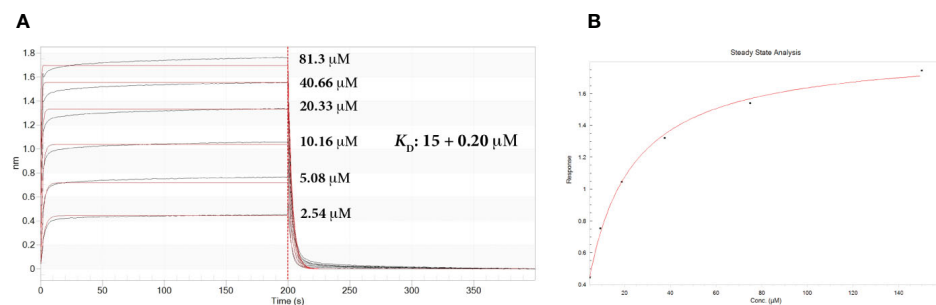 A
B
1.8
1.6
1.4
1.2
1.0
0.8
0.6
0.4
0.2
0
nm
0
50
100
150
200
250
300
350
Time (s)
81.3 µM
40.66 µM
20.33 µM
10.16 µM
5.08 µM
2.54 µM
K_D: 15 + 0.20 µM
Steady State Analysis
Response
1.6
1.4
1.2
1
0.8
0.6
0.4
20
40
60
80
100
120
140
Conc. (µM)